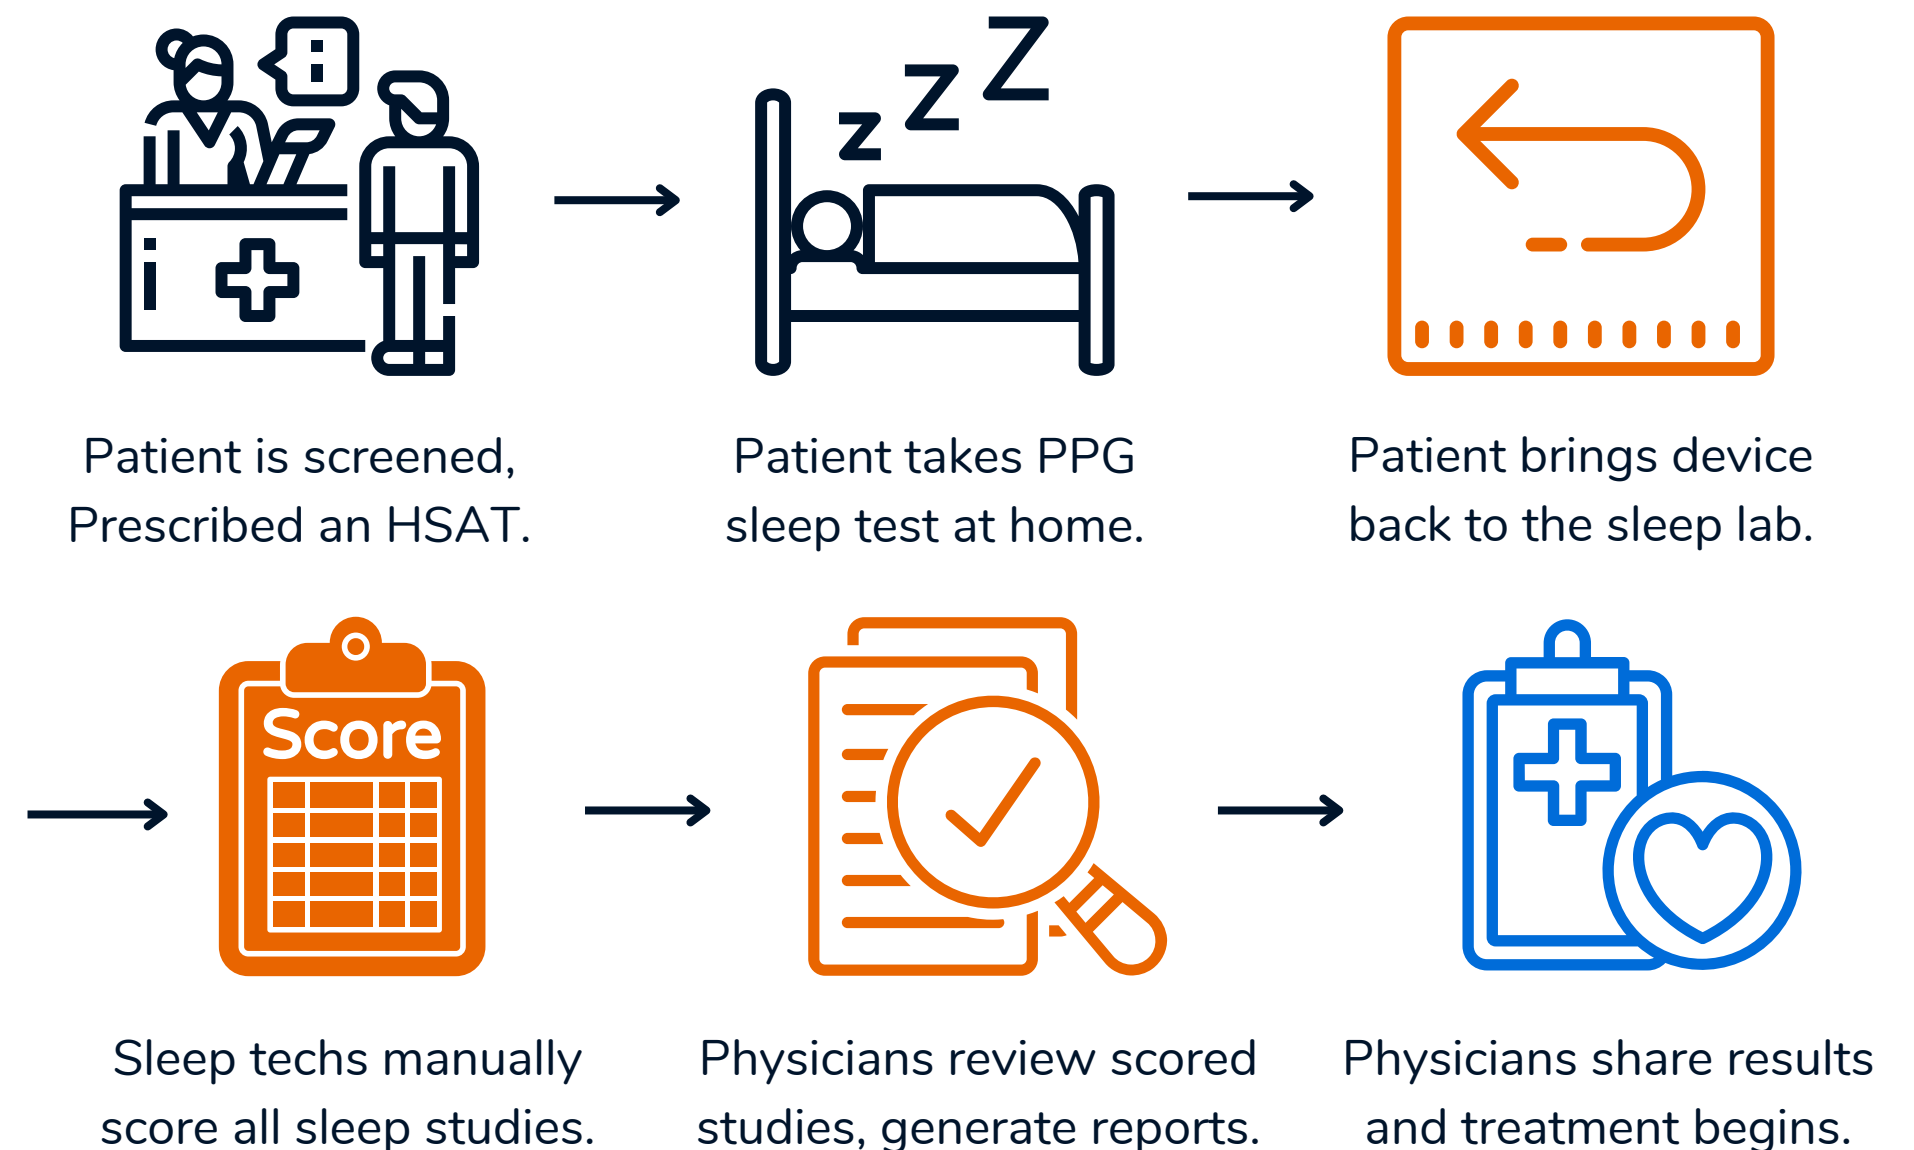 z Z Z
Patient is screened,
Prescribed an HSAT.
Patient takes PPG
sleep test at home.
Patient brings device
back to the sleep lab.
Score
Sleep techs manually
score all sleep studies.
Physicians review scored
studies, generate reports.
Physicians share results
and treatment begins.